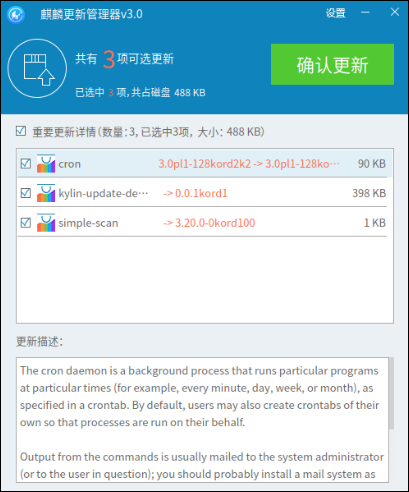 麒麟更新管理器v3.0
设置
共有 3项可选更新
确认更新
已选中 3 项，共占磁盘 488 KB
重要更新详情（数量：3, 已选中3项，大小：488 KB）
cron 3.0pl1-128kord2k2 -> 3.0pl1-128ko··· 90 KB
kylin-update-de··· -> 0.0.1kord1 398 KB
simple-scan -> 3.20.0-0kord100 1 KB
更新描述：
The cron daemon is a background process that runs particular programs
at particular times (for example, every minute, day, week, or month), as
specified in a crontab. By default, users may also create crontabs of their
own so that processes are run on their behalf.
Output from the commands is usually mailed to the system administrator
(or to the user in question); you should probably install a mail system as